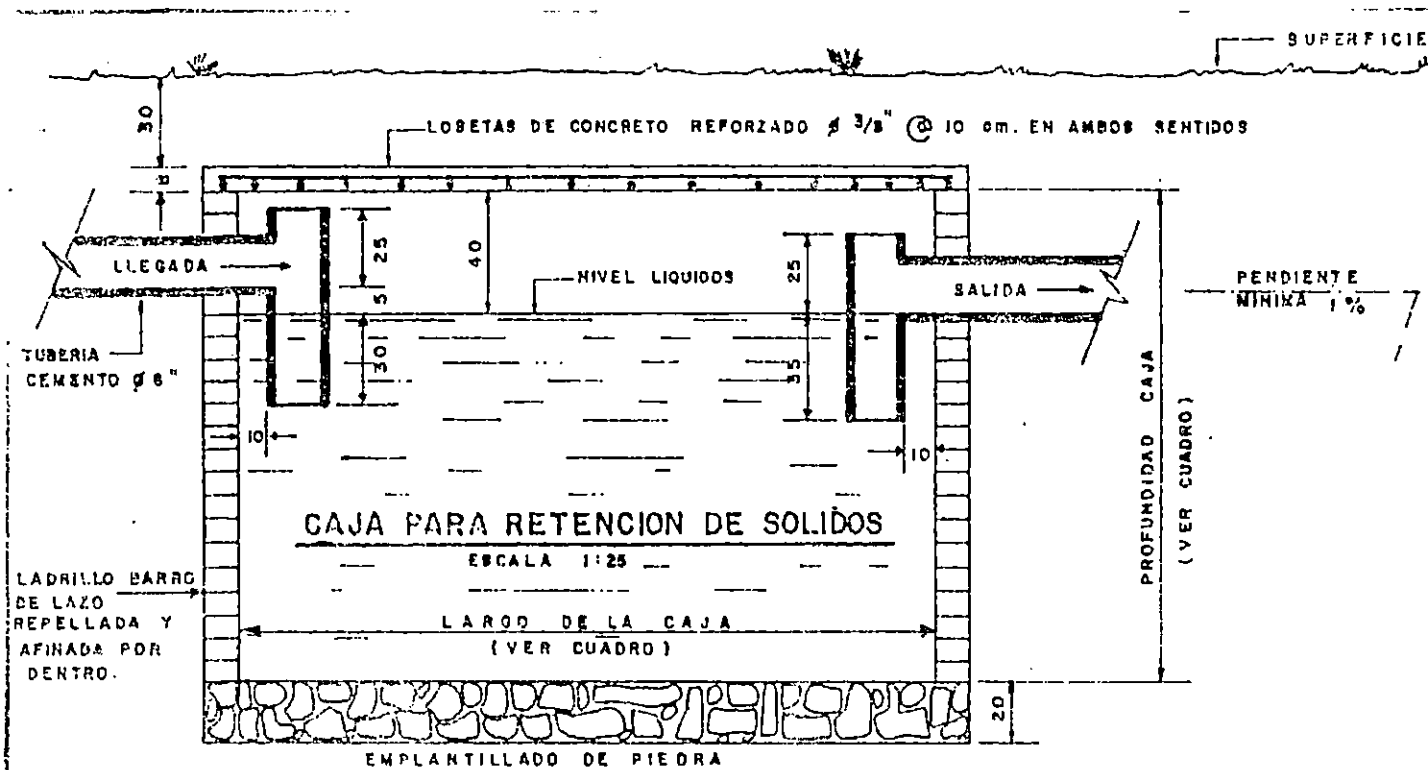 SUPERFICIE
30
LOSETAS DE CONCRETO REFORZADO ø 3/8" @ 10 cm. EN AMBOS SENTIDOS
LLEGADA
25
5
30
40
NIVEL LIQUIDOS
25
35
SALIDA
PENDIENTE
MINIMA 1 %
TUBERIA
CEMENTO ø 6"
10
10
CAJA PARA RETENCION DE SOLIDOS
ESCALA 1:25
PROFUNDIDAD CAJA
(VER CUADRO)
LADRILLO BARRO
DE LAZO
REPELLADA Y
AFINADA POR
DENTRO.
LARGO DE LA CAJA
(VER CUADRO)
20
EMPLANTILLADO DE PIEDRA